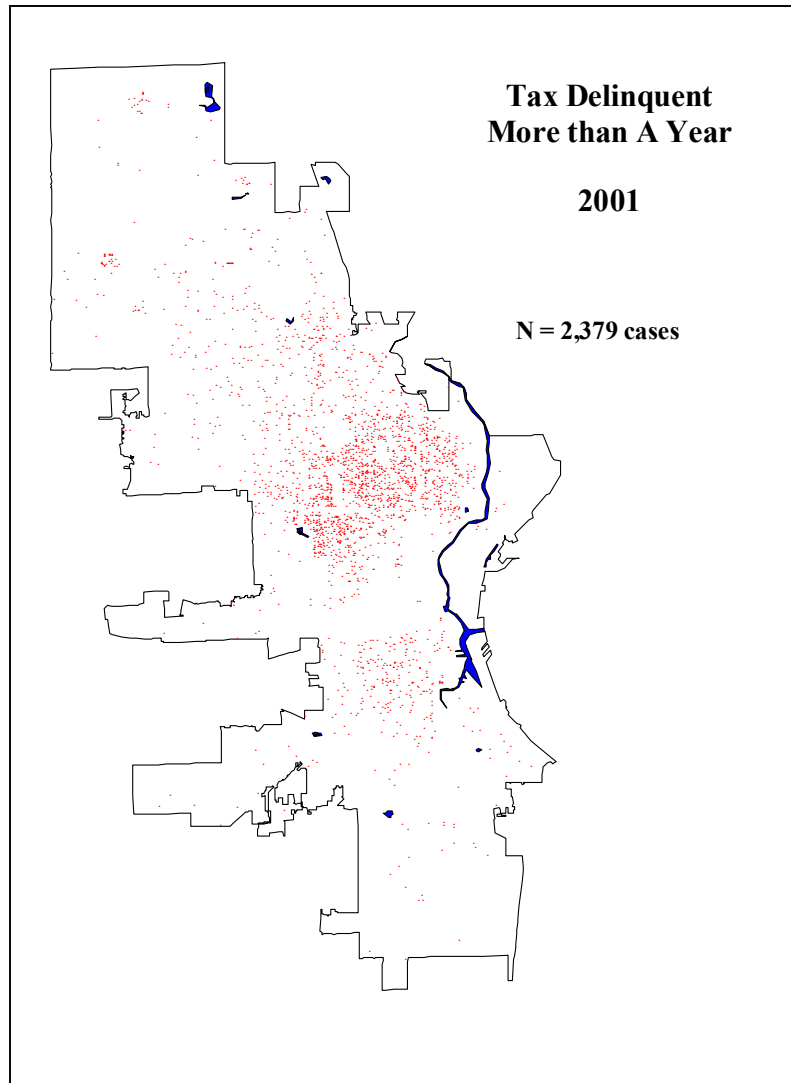 Tax Delinquent
More than A Year
2001
N = 2,379 cases